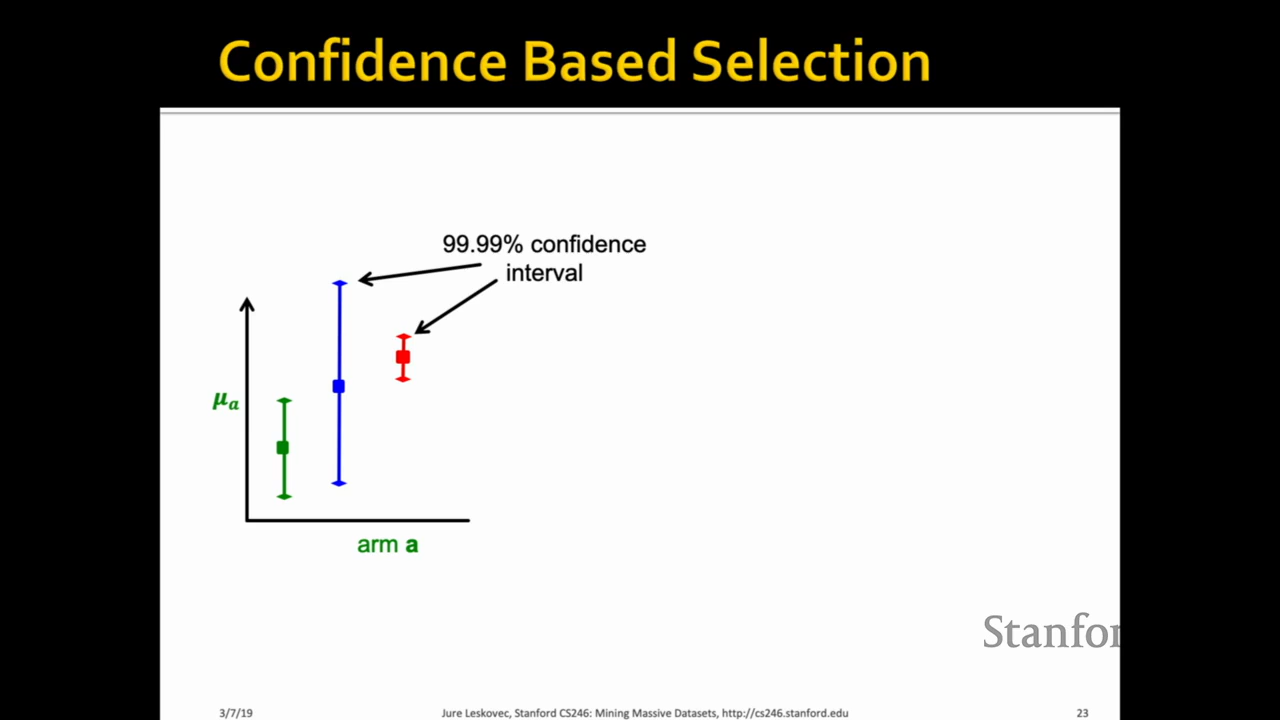 Confidence Based Selection
99.99% confidence
interval
μa
arm a
Stanfor
3/7/19
Jure Leskovec, Stanford CS246: Mining Massive Datasets, http://cs246.stanford.edu
23